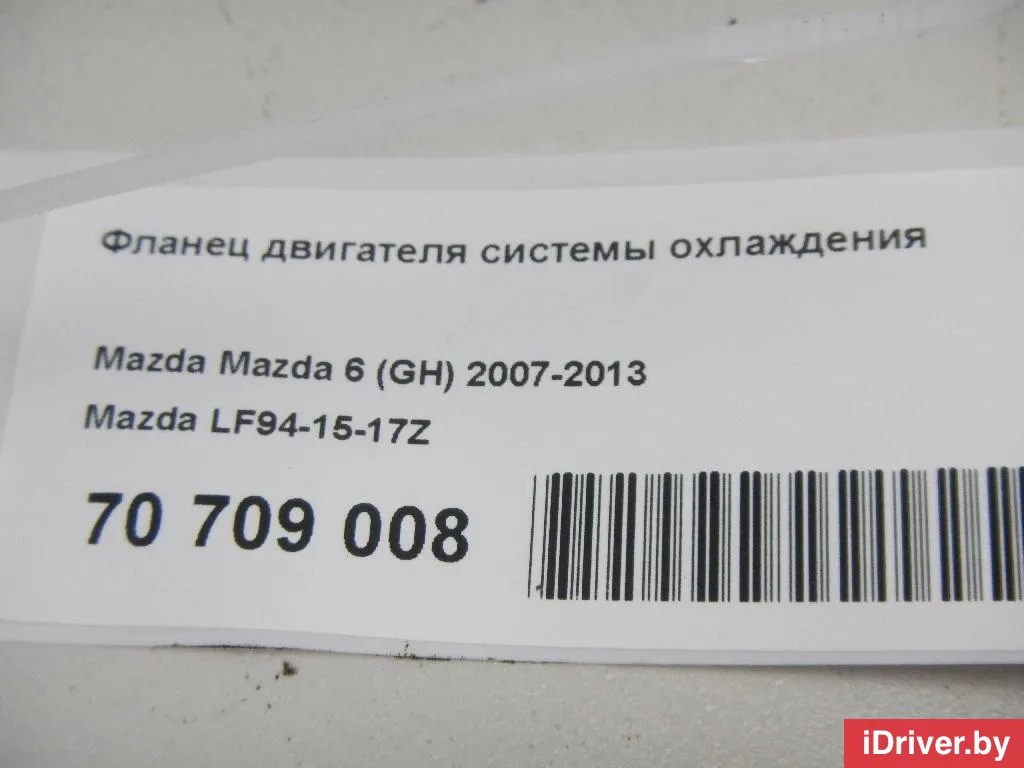 Фланец двигателя системы охлаждения
Mazda Mazda 6 (GH) 2007-2013
Mazda LF94-15-17Z
70 709 008
iDriver.by